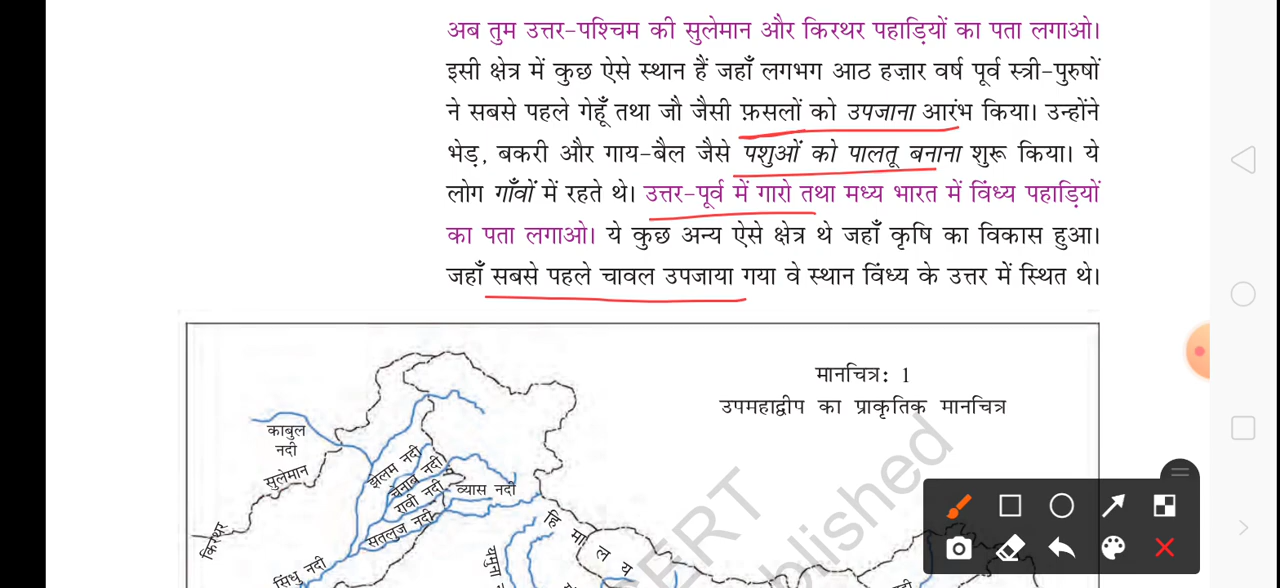 अब तुम उत्तर-पश्चिम की सुलेमान और किरथर पहाड़ियों का पता लगाओ।
इसी क्षेत्र में कुछ ऐसे स्थान हैं जहाँ लगभग आठ हज़ार वर्ष पूर्व स्त्री-पुरुषों
ने सबसे पहले गेहूँ तथा जौ जैसी फ़सलों को उपजाना आरंभ किया। उन्होंने
भेड़, बकरी और गाय-बैल जैसे पशुओं को पालतू बनाना शुरू किया। ये
लोग गाँवों में रहते थे। उत्तर-पूर्व में गारो तथा मध्य भारत में विंध्य पहाड़ियों
का पता लगाओ। ये कुछ अन्य ऐसे क्षेत्र थे जहाँ कृषि का विकास हुआ।
जहाँ सबसे पहले चावल उपजाया गया वे स्थान विंध्य के उत्तर में स्थित थे।
मानचित्र: 1
उपमहाद्वीप का प्राकृतिक मानचित्र
काबुल
नदी
सुलेमान
किरथर
झेलम नदी
चेनाब नदी
रावी नदी
व्यास नदी
सतलुज नदी
सिंधु नदी
यमुना
हिमालय